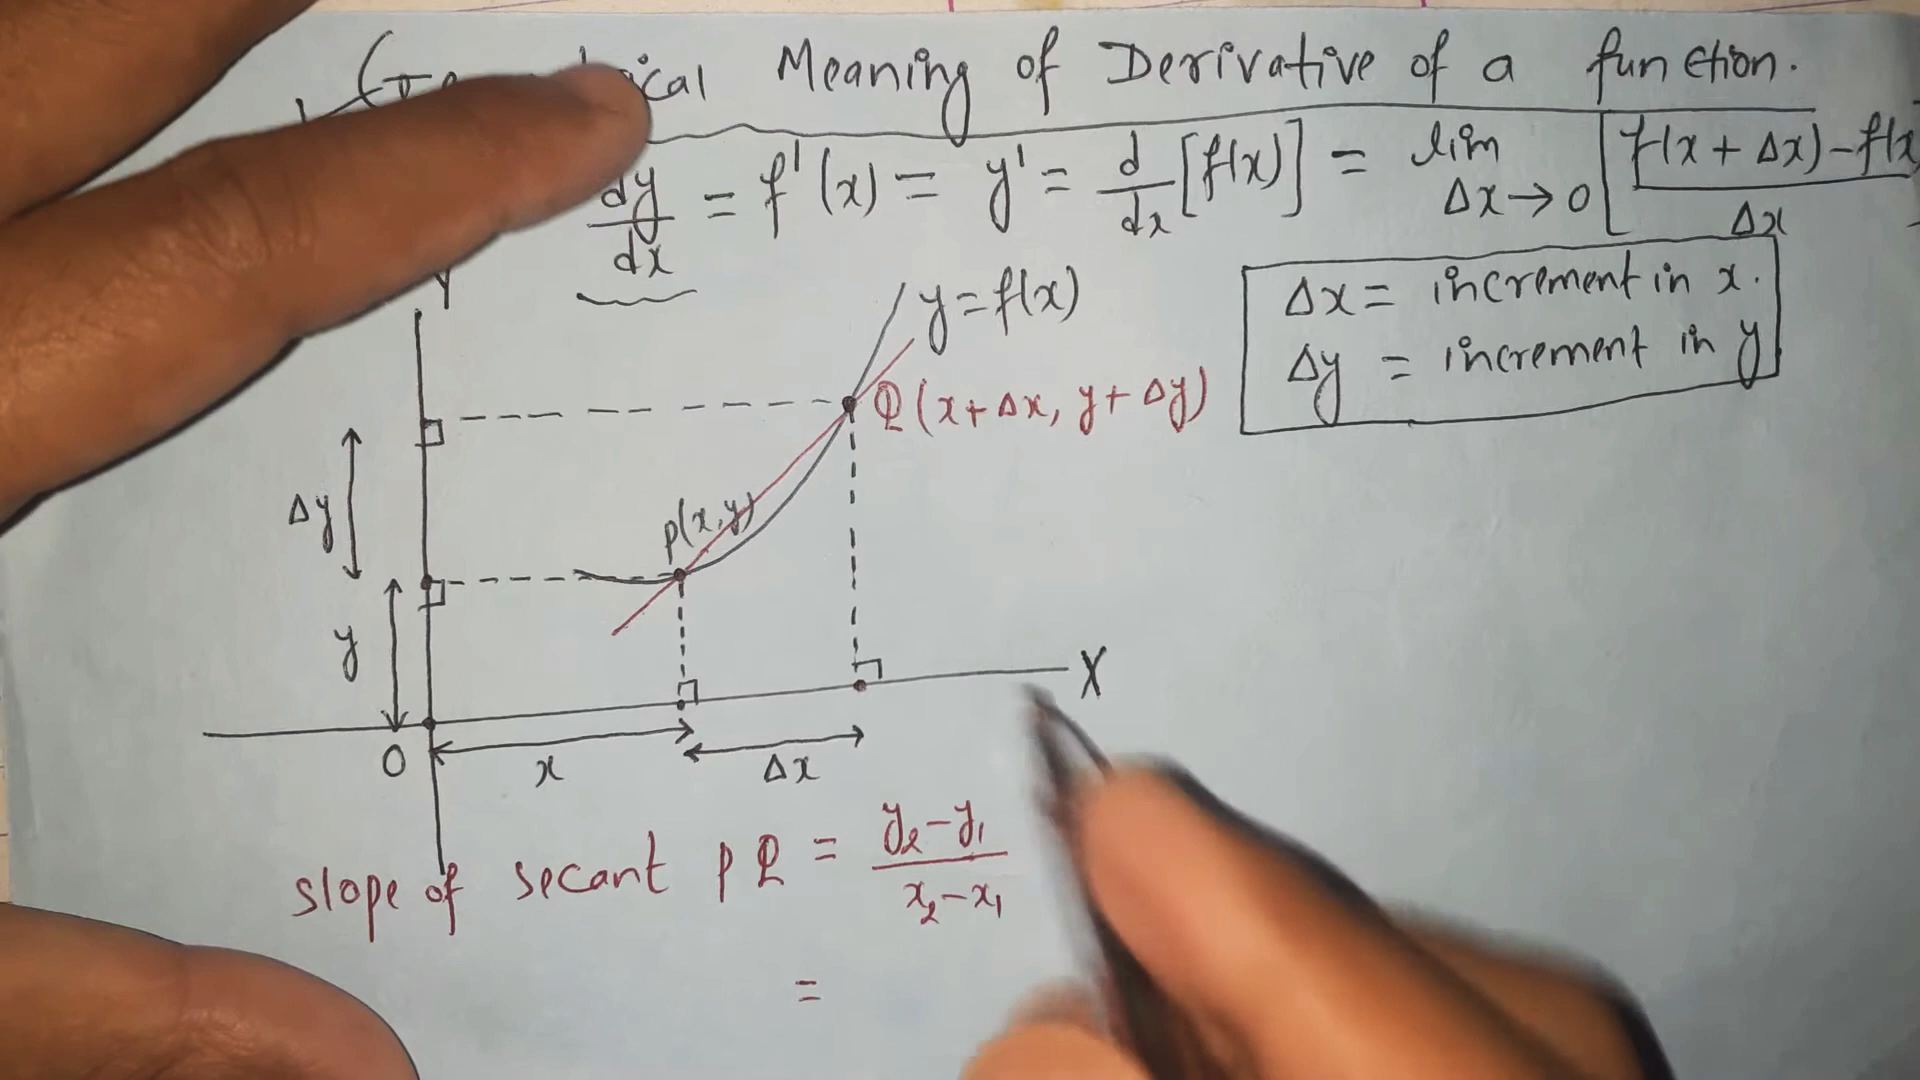 Meaning of Derivative of a function.
dy/dx = f'(x) = y' = d/dx [f(x)] = lim Δx→0 [f(x + Δx) – f(x / Δx
Δx = increment in x.
Δy = increment in y
Y
y = f(x)
Q(x+Δx, y+Δy)
Δy
P(x,y)
y
X
O
x
Δx
slope of secant PQ = y₂–y₁ / x₂–x₁
=